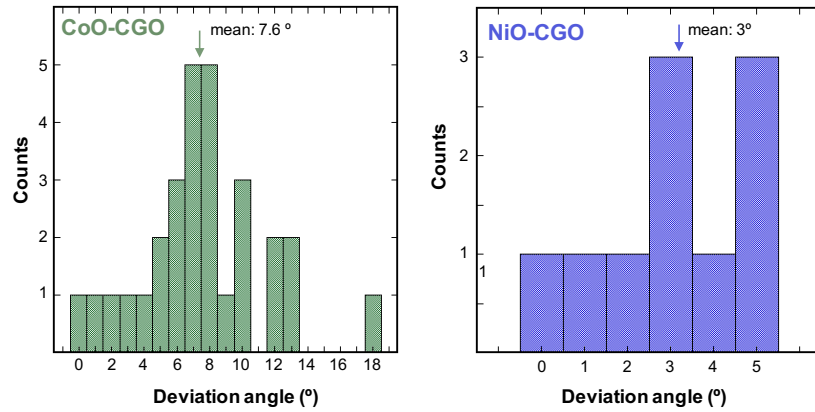 CoO-CGO
mean: 7.6 º
5
4
3
2
1
Counts
0 2 4 6 8 10 12 14 16 18
Deviation angle (º)
NiO-CGO
mean: 3º
3
2
1
1
Counts
0 1 2 3 4 5
Deviation angle (º)